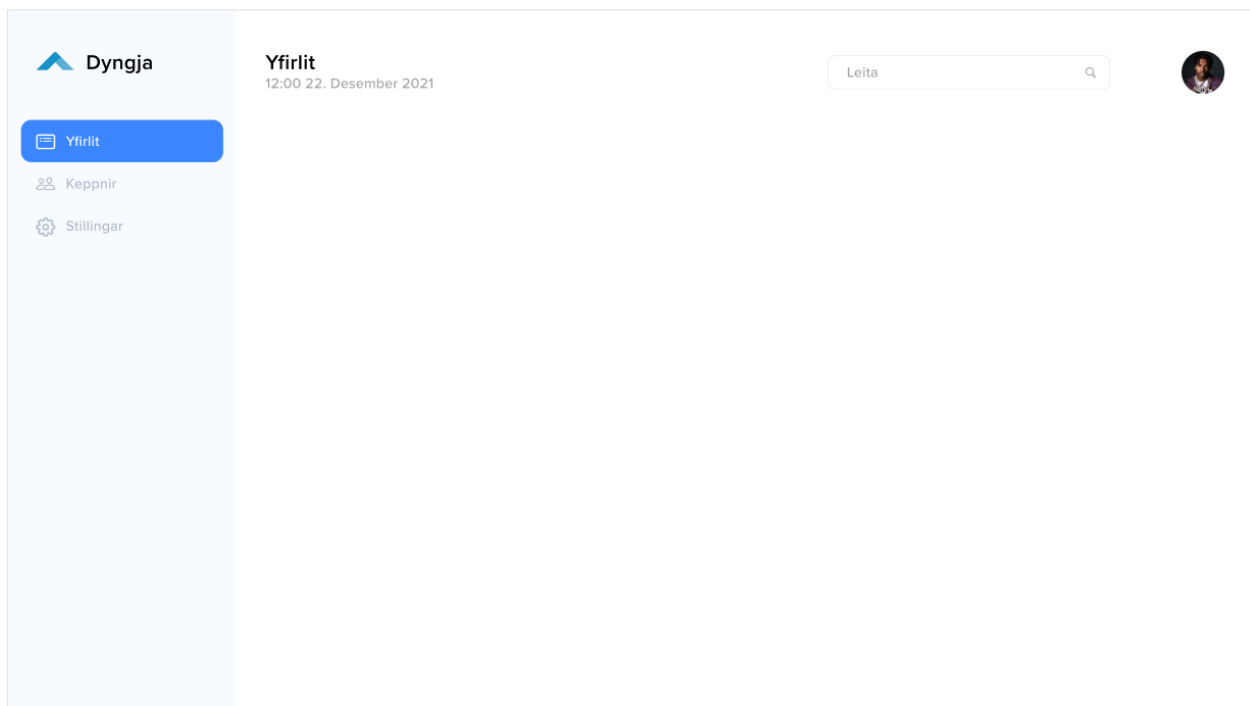 Dyngja
Yfirlit
Keppnir
Stillingar
Yfirlit
12:00 22. Desember 2021
Leita